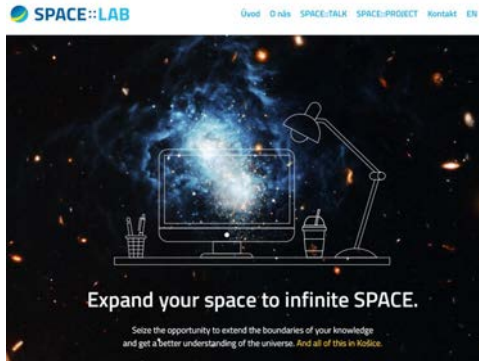 SPACE::LAB
Úvod O nás SPACE::TALK SPACE::PROJECT Kontakt EN
Expand your space to infinite SPACE.
Seize the opportunity to extend the boundaries of your knowledge
and get a better understanding of the universe. And all of this in Košice.